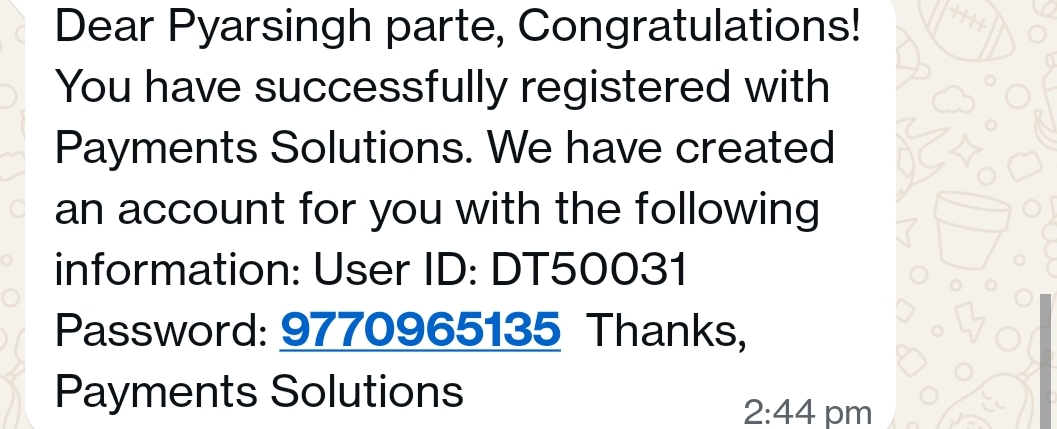 Dear Pyarsingh parte, Congratulations!
You have successfully registered with
Payments Solutions. We have created
an account for you with the following
information: User ID: DT50031
Password: 9770965135 Thanks,
Payments Solutions
2:44 pm